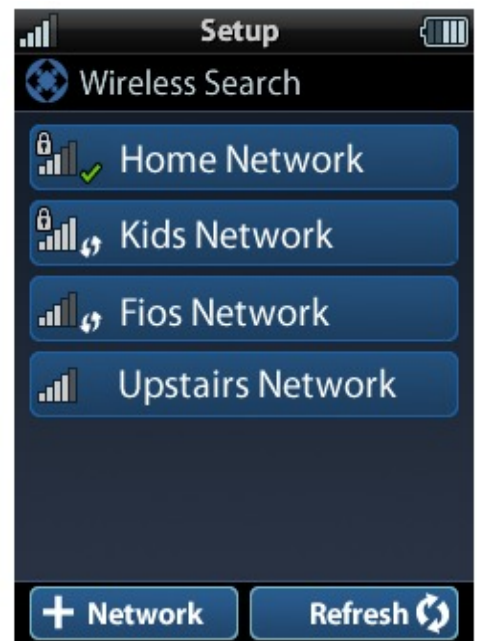 Setup
Wireless Search
Home Network
Kids Network
Fios Network
Upstairs Network
+ Network
Refresh